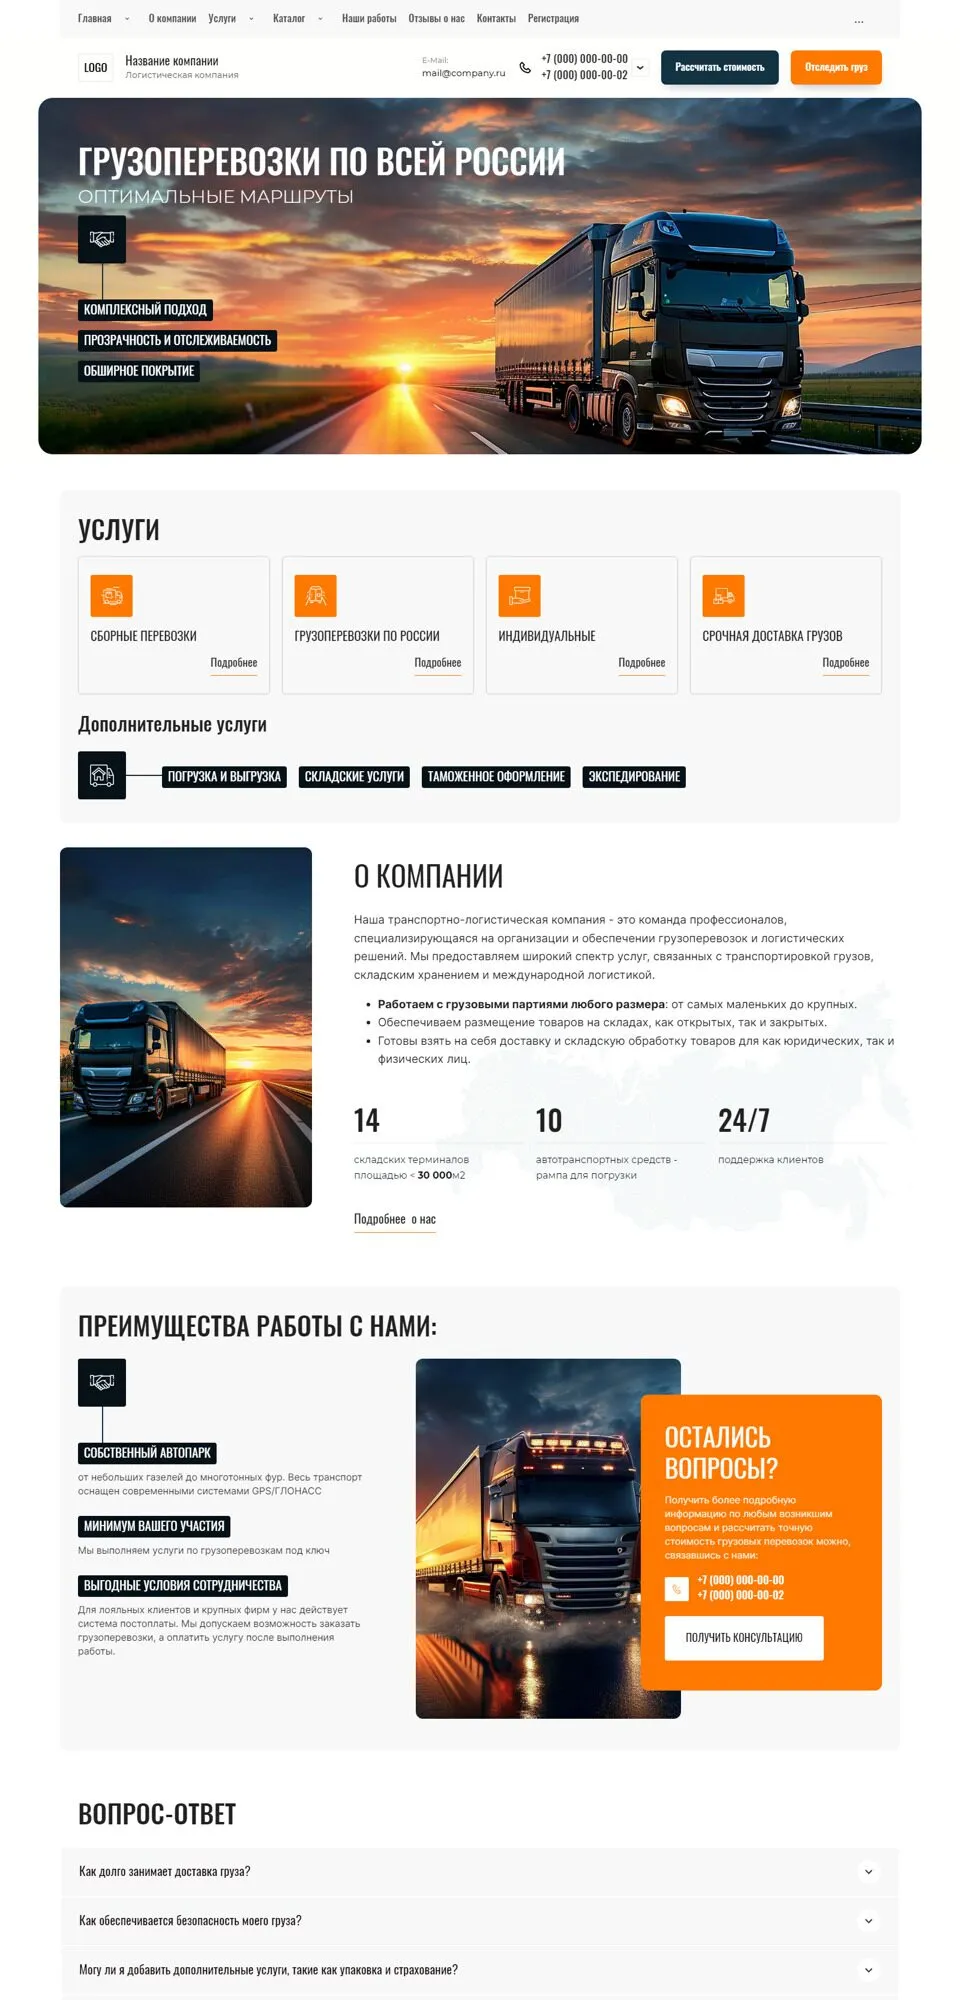 Главная О компании Услуги Каталог Наши работы Отзывы о нас Контакты Регистрация ...
LOGO
Название компании
Логистическая компания
E-Mail:
mail@company.ru
+7 (000) 000-00-00
+7 (000) 000-00-02
Рассчитать стоимость
Отследить груз
ГРУЗОПЕРЕВОЗКИ ПО ВСЕЙ РОССИИ
ОПТИМАЛЬНЫЕ МАРШРУТЫ
КОМПЛЕКСНЫЙ ПОДХОД
ПРОЗРАЧНОСТЬ И ОТСЛЕЖИВАЕМОСТЬ
ОБШИРНОЕ ПОКРЫТИЕ
УСЛУГИ
СБОРНЫЕ ПЕРЕВОЗКИ
Подробнее
ГРУЗОПЕРЕВОЗКИ ПО РОССИИ
Подробнее
ИНДИВИДУАЛЬНЫЕ
Подробнее
СРОЧНАЯ ДОСТАВКА ГРУЗОВ
Подробнее
Дополнительные услуги
ПОГРУЗКА И ВЫГРУЗКА СКЛАДСКИЕ УСЛУГИ ТАМОЖЕННОЕ ОФОРМЛЕНИЕ ЭКСПЕДИРОВАНИЕ
О КОМПАНИИ
Наша транспортно-логистическая компания - это команда профессионалов,
специализирующаяся на организации и обеспечении грузоперевозок и логистических
решений. Мы предоставляем широкий спектр услуг, связанных с транспортировкой грузов,
складским хранением и международной логистикой.
• Работаем с грузовыми партиями любого размера: от самых маленьких до крупных.
• Обеспечиваем размещение товаров на складах, как открытых, так и закрытых.
• Готовы взять на себя доставку и складскую обработку товаров для как юридических, так и
физических лиц.
14
складских терминалов
площадью < 30 000м2
10
автотранспортных средств -
рампа для погрузки
24/7
поддержка клиентов
Подробнее о нас
ПРЕИМУЩЕСТВА РАБОТЫ С НАМИ:
СОБСТВЕННЫЙ АВТОПАРК
от небольших газелей до многотонных фур. Весь транспорт
оснащен современными системами GPS/ГЛОНАСС
МИНИМУМ ВАШЕГО УЧАСТИЯ
Мы выполняем услуги по грузоперевозкам под ключ
ВЫГОДНЫЕ УСЛОВИЯ СОТРУДНИЧЕСТВА
Для лояльных клиентов и крупных фирм у нас действует
система постоплаты. Мы допускаем возможность заказать
грузоперевозки, а оплатить услугу после выполнения
работы.
ОСТАЛИСЬ
ВОПРОСЫ?
Получить более подробную
информацию по любым возникшим
вопросам и рассчитать точную
стоимость грузовых перевозок можно,
связавшись с нами:
+7 (000) 000-00-00
+7 (000) 000-00-02
ПОЛУЧИТЬ КОНСУЛЬТАЦИЮ
ВОПРОС-ОТВЕТ
Как долго занимает доставка груза?
Как обеспечивается безопасность моего груза?
Могу ли я добавить дополнительные услуги, такие как упаковка и страхование?